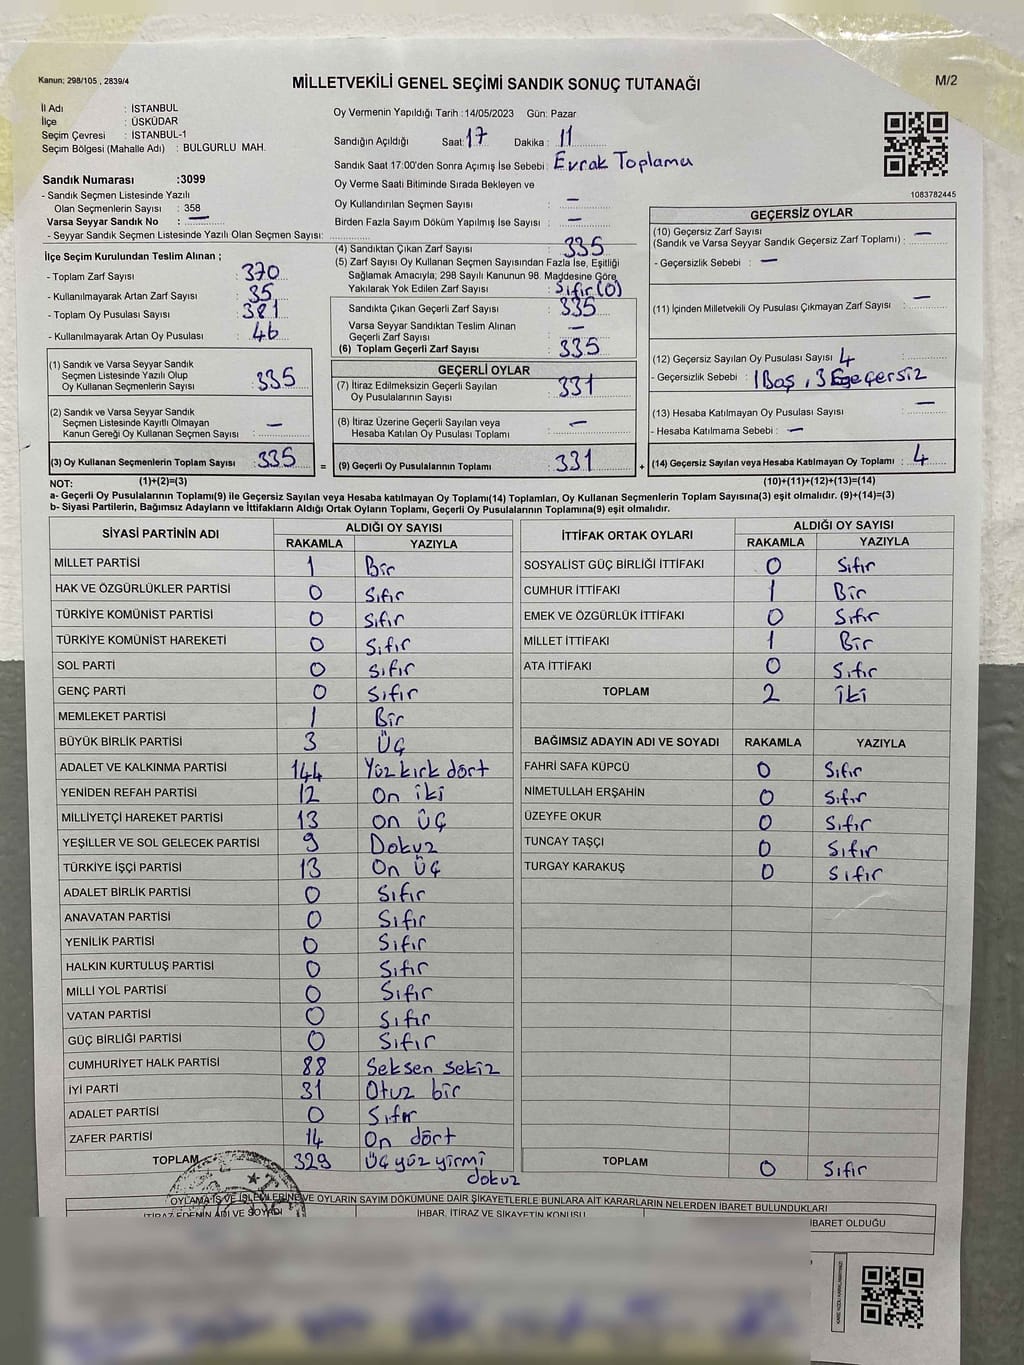 Kanun: 298/105 , 2839/4
MİLLETVEKİLİ GENEL SEÇİMİ SANDIK SONUÇ TUTANAĞI
M/2
İl Adı : İSTANBUL
İlçe : ÜSKÜDAR
Seçim Çevresi : İSTANBUL-1
Seçim Bölgesi (Mahalle Adı) : BULGURLU MAH.
Oy Vermenin Yapıldığı Tarih :14/05/2023 Gün: Pazar
Sandığın Açıldığı Saat: 17 Dakika : 11
Sandık Saat 17:00'den Sonra Açımış İse Sebebi: Evrak Toplama
Oy Verme Saati Bitiminde Sırada Bekleyen ve
Oy Kullandırılan Seçmen Sayısı : —
Birden Fazla Sayım Döküm Yapılmış İse Sayısı : —
1083782445
Sandık Numarası :3099
- Sandık Seçmen Listesinde Yazılı
Olan Seçmenlerin Sayısı : 358
Varsa Seyyar Sandık No : —
- Seyyar Sandık Seçmen Listesinde Yazılı Olan Seçmen Sayısı:
İlçe Seçim Kurulundan Teslim Alınan ;
- Toplam Zarf Sayısı : 370
- Kullanılmayarak Artan Zarf Sayısı : 35
- Toplam Oy Pusulası Sayısı : 381
- Kullanılmayarak Artan Oy Pusulası : 46
(4) Sandıktan Çıkan Zarf Sayısı : 335
(5) Zarf Sayısı Oy Kullanan Seçmen Sayısından Fazla İse, Eşitliği
Sağlamak Amacıyla; 298 Sayılı Kanunun 98. Maddesine Göre
Yakılarak Yok Edilen Zarf Sayısı : Sıfır (0)
Sandıkta Çıkan Geçerli Zarf Sayısı : 335
Varsa Seyyar Sandıktan Teslim Alınan
Geçerli Zarf Sayısı : —
(6) Toplam Geçerli Zarf Sayısı : 335
GEÇERSİZ OYLAR
(10) Geçersiz Zarf Sayısı
(Sandık ve Varsa Seyyar Sandık Geçersiz Zarf Toplamı) : —
- Geçersizlik Sebebi : —
(11) İçinden Milletvekili Oy Pusulası Çıkmayan Zarf Sayısı : —
(12) Geçersiz Sayılan Oy Pusulası Sayısı : 4
- Geçersizlik Sebebi : 1 Boş , 3 Geçersiz
(13) Hesaba Katılmayan Oy Pusulası Sayısı : —
- Hesaba Katılmama Sebebi : —
(1) Sandık ve Varsa Seyyar Sandık
Seçmen Listesinde Yazılı Olup
Oy Kullanan Seçmenlerin Sayısı : 335
(2) Sandık ve Varsa Seyyar Sandık
Seçmen Listesinde Kayıtlı Olmayan
Kanun Gereği Oy Kullanan Seçmen Sayısı : —
GEÇERLİ OYLAR
(7) İtiraz Edilmeksizin Geçerli Sayılan
Oy Pusulalarının Sayısı : 331
(8) İtiraz Üzerine Geçerli Sayılan veya
Hesaba Katılan Oy Pusulası Toplamı : —
(3) Oy Kullanan Seçmenlerin Toplam Sayısı : 335 = (9) Geçerli Oy Pusulalarının Toplamı : 331 + (14) Geçersiz Sayılan veya Hesaba Katılmayan Oy Toplamı : 4
NOT: (1)+(2)=(3) (10)+(11)+(12)+(13)=(14)
a- Geçerli Oy Pusulalarının Toplamı(9) ile Geçersiz Sayılan veya Hesaba katılmayan Oy Toplamı(14) Toplamları, Oy Kullanan Seçmenlerin Toplam Sayısına(3) eşit olmalıdır. (9)+(14)=(3)
b- Siyasi Partilerin, Bağımsız Adayların ve İttifakların Aldığı Ortak Oyların Toplamı, Geçerli Oy Pusulalarının Toplamına(9) eşit olmalıdır.
SİYASİ PARTİNİN ADI ALDIĞI OY SAYISI
RAKAMLA YAZIYLA
MİLLET PARTİSİ 1 Bir
HAK VE ÖZGÜRLÜKLER PARTİSİ 0 Sıfır
TÜRKİYE KOMÜNİST PARTİSİ 0 Sıfır
TÜRKİYE KOMÜNİST HAREKETİ 0 Sıfır
SOL PARTİ 0 Sıfır
GENÇ PARTİ 0 Sıfır
MEMLEKET PARTİSİ 1 Bir
BÜYÜK BİRLİK PARTİSİ 3 Üç
ADALET VE KALKINMA PARTİSİ 144 Yüz kırk dört
YENİDEN REFAH PARTİSİ 12 On iki
MİLLİYETÇİ HAREKET PARTİSİ 13 On Üç
YEŞİLLER VE SOL GELECEK PARTİSİ 9 Dokuz
TÜRKİYE İŞÇİ PARTİSİ 13 On Üç
ADALET BİRLİK PARTİSİ 0 Sıfır
ANAVATAN PARTİSİ 0 Sıfır
YENİLİK PARTİSİ 0 Sıfır
HALKIN KURTULUŞ PARTİSİ 0 Sıfır
MİLLİ YOL PARTİSİ 0 Sıfır
VATAN PARTİSİ 0 Sıfır
GÜÇ BİRLİĞİ PARTİSİ 0 Sıfır
CUMHURİYET HALK PARTİSİ 88 Seksen sekiz
İYİ PARTİ 31 Otuz bir
ADALET PARTİSİ 0 Sıfır
ZAFER PARTİSİ 14 On dört
TOPLAM 329 Üç yüz yirmi
dokuz
İTTİFAK ORTAK OYLARI ALDIĞI OY SAYISI
RAKAMLA YAZIYLA
SOSYALİST GÜÇ BİRLİĞİ İTTİFAKI 0 Sıfır
CUMHUR İTTİFAKI 1 Bir
EMEK VE ÖZGÜRLÜK İTTİFAKI 0 Sıfır
MİLLET İTTİFAKI 1 Bir
ATA İTTİFAKI 0 Sıfır
TOPLAM 2 İki
BAĞIMSIZ ADAYIN ADI VE SOYADI RAKAMLA YAZIYLA
FAHRİ SAFA KÜPCÜ 0 Sıfır
NİMETULLAH ERŞAHİN 0 Sıfır
ÜZEYFE OKUR 0 Sıfır
TUNCAY TAŞÇI 0 Sıfır
TURGAY KARAKUŞ 0 Sıfır
TOPLAM 0 Sıfır
OYLAMA İŞ VE İŞLEMLERİNE VE OYLARIN SAYIM DÖKÜMÜNE DAİR ŞİKAYETLERLE BUNLARA AİT KARARLARIN NELERDEN İBARET BULUNDUKLARI
İTİRAZ EDENİN ADI VE SOYADI İHBAR, İTİRAZ VE ŞİKAYETİN KONUSU İBARET OLDUĞU